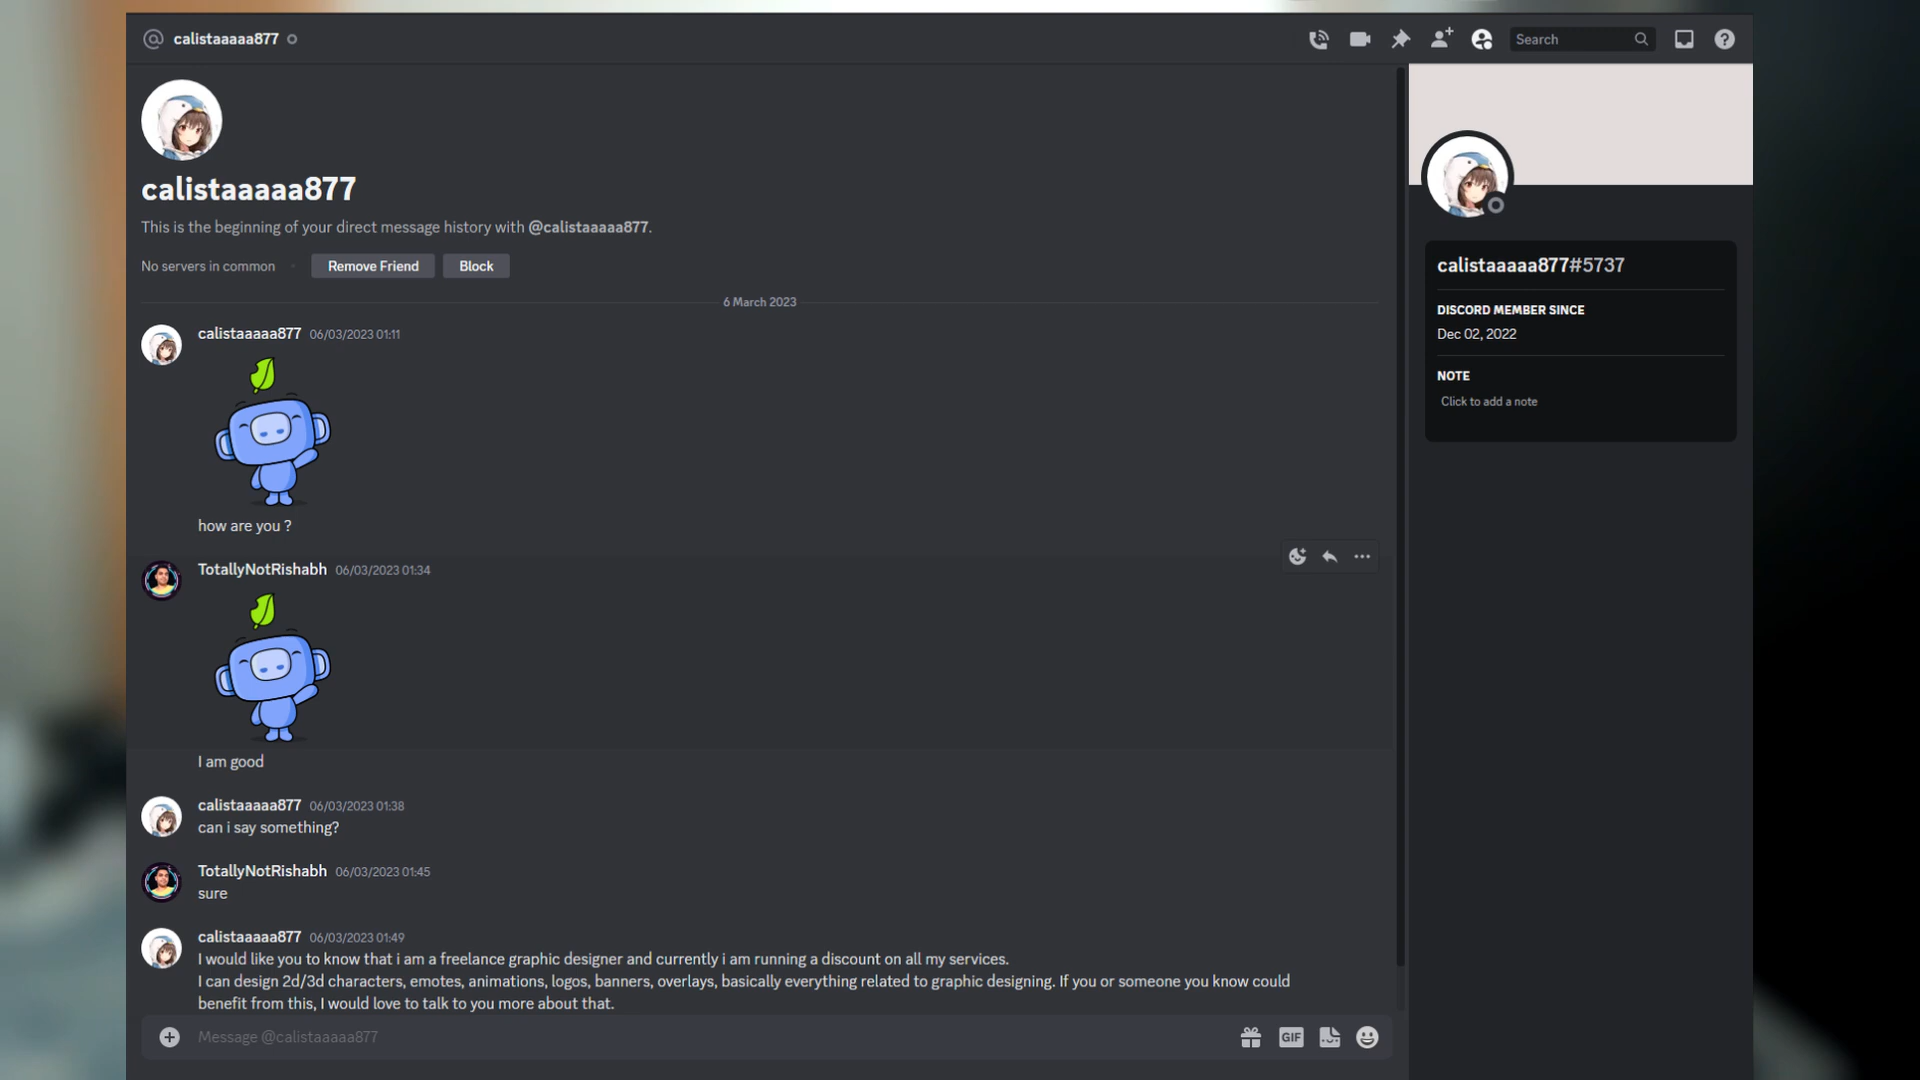 calistaaaaa877
Search
calistaaaaa877
This is the beginning of your direct message history with @calistaaaaa877.
No servers in common
Remove Friend
Block
6 March 2023
calistaaaaa877 06/03/2023 01:11
how are you ?
TotallyNotRishabh 06/03/2023 01:34
I am good
calistaaaaa877 06/03/2023 01:38
can i say something?
TotallyNotRishabh 06/03/2023 01:45
sure
calistaaaaa877 06/03/2023 01:49
I would like you to know that i am a freelance graphic designer and currently i am running a discount on all my services.
I can design 2d/3d characters, emotes, animations, logos, banners, overlays, basically everything related to graphic designing. If you or someone you know could
benefit from this, I would love to talk to you more about that.
Message @calistaaaaa877
GIF
calistaaaaa877#5737
DISCORD MEMBER SINCE
Dec 02, 2022
NOTE
Click to add a note